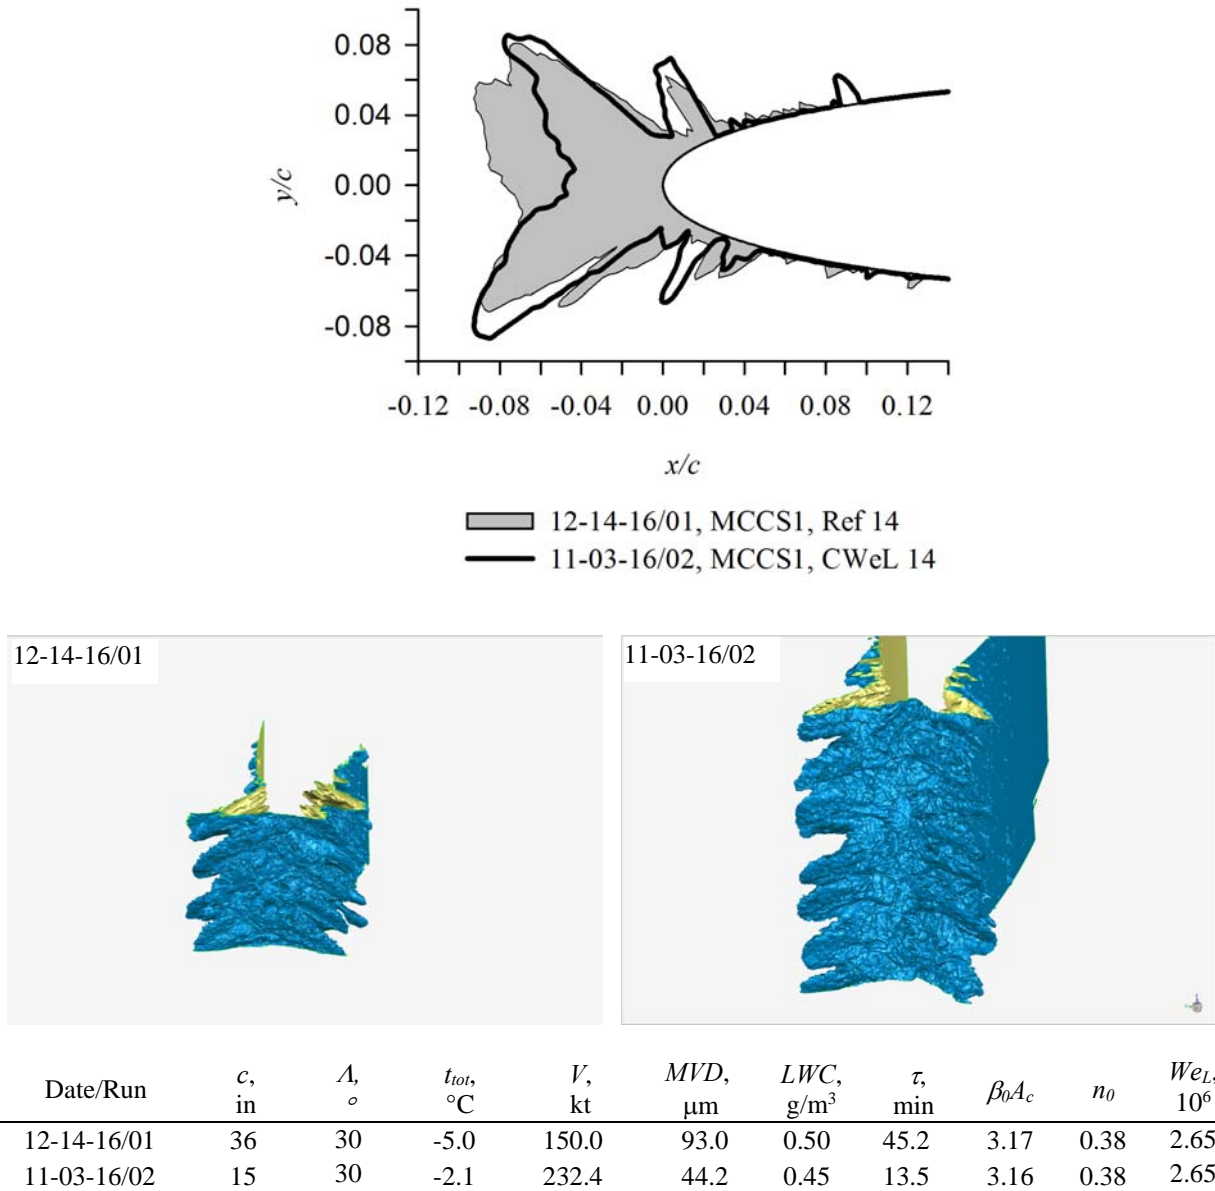 0.08
0.04
0.00
-0.04
-0.08
y/c
-0.12 -0.08 -0.04 0.00 0.04 0.08 0.12
x/c
12-14-16/01, MCCS1, Ref 14
11-03-16/02, MCCS1, CWeL 14
12-14-16/01
11-03-16/02
Date/Run c, in Λ, ° t_tot, °C V, kt MVD, μm LWC, g/m³ τ, min β₀A_c n₀ We_L, 10⁶
12-14-16/01 36 30 -5.0 150.0 93.0 0.50 45.2 3.17 0.38 2.65
11-03-16/02 15 30 -2.1 232.4 44.2 0.45 13.5 3.16 0.38 2.65